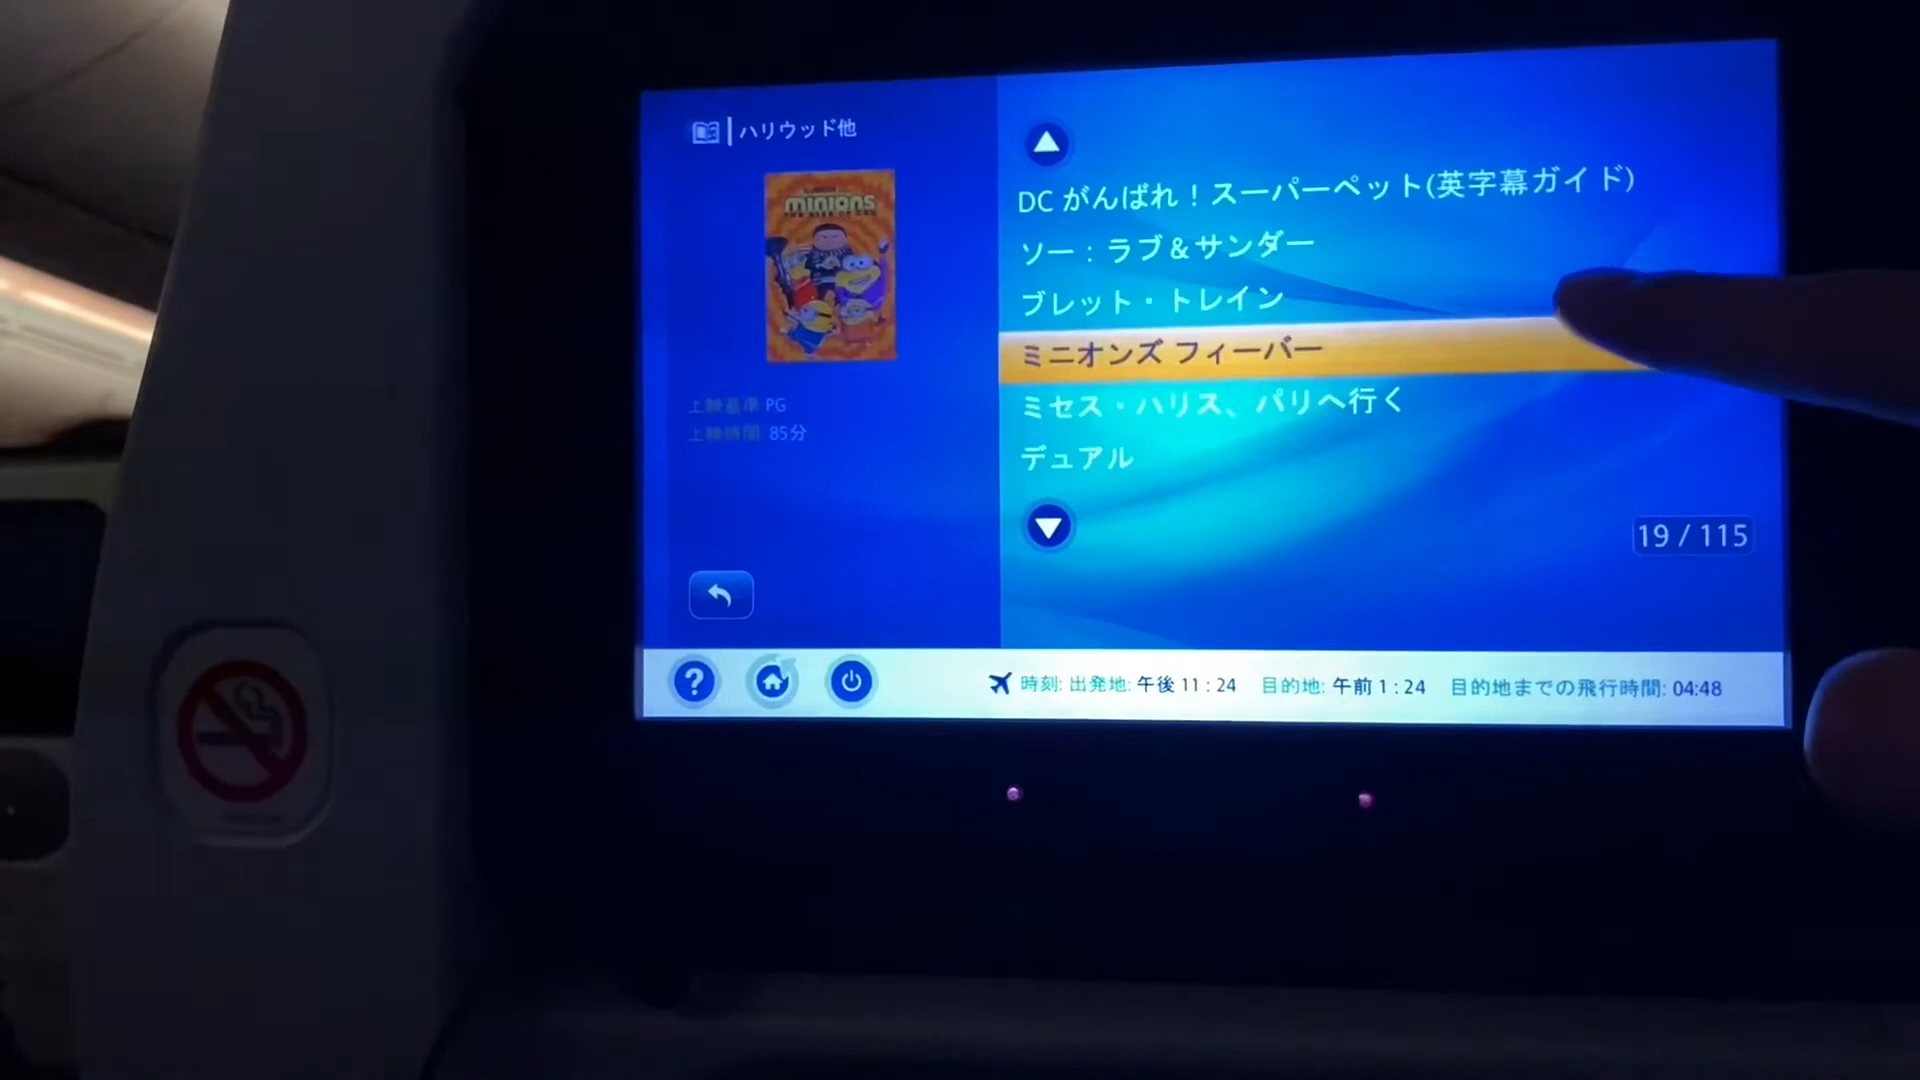 ハリウッド他
minions
THE RISE OF GRU
上映基準 PG
上映時間 85分
DC がんばれ！スーパーペット(英字幕ガイド)
ソー：ラブ＆サンダー
ブレット・トレイン
ミニオンズ フィーバー
ミセス・ハリス、パリへ行く
デュアル
19 / 115
?
時刻: 出発地: 午後 11 : 24 目的地: 午前 1 : 24 目的地までの飛行時間: 04:48